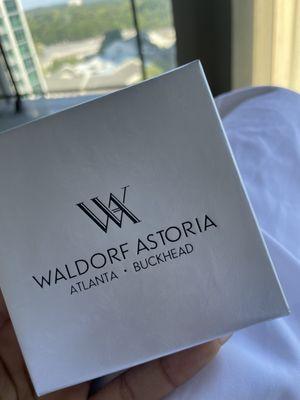 WA
WALDORF ASTORIA
ATLANTA · BUCKHEAD